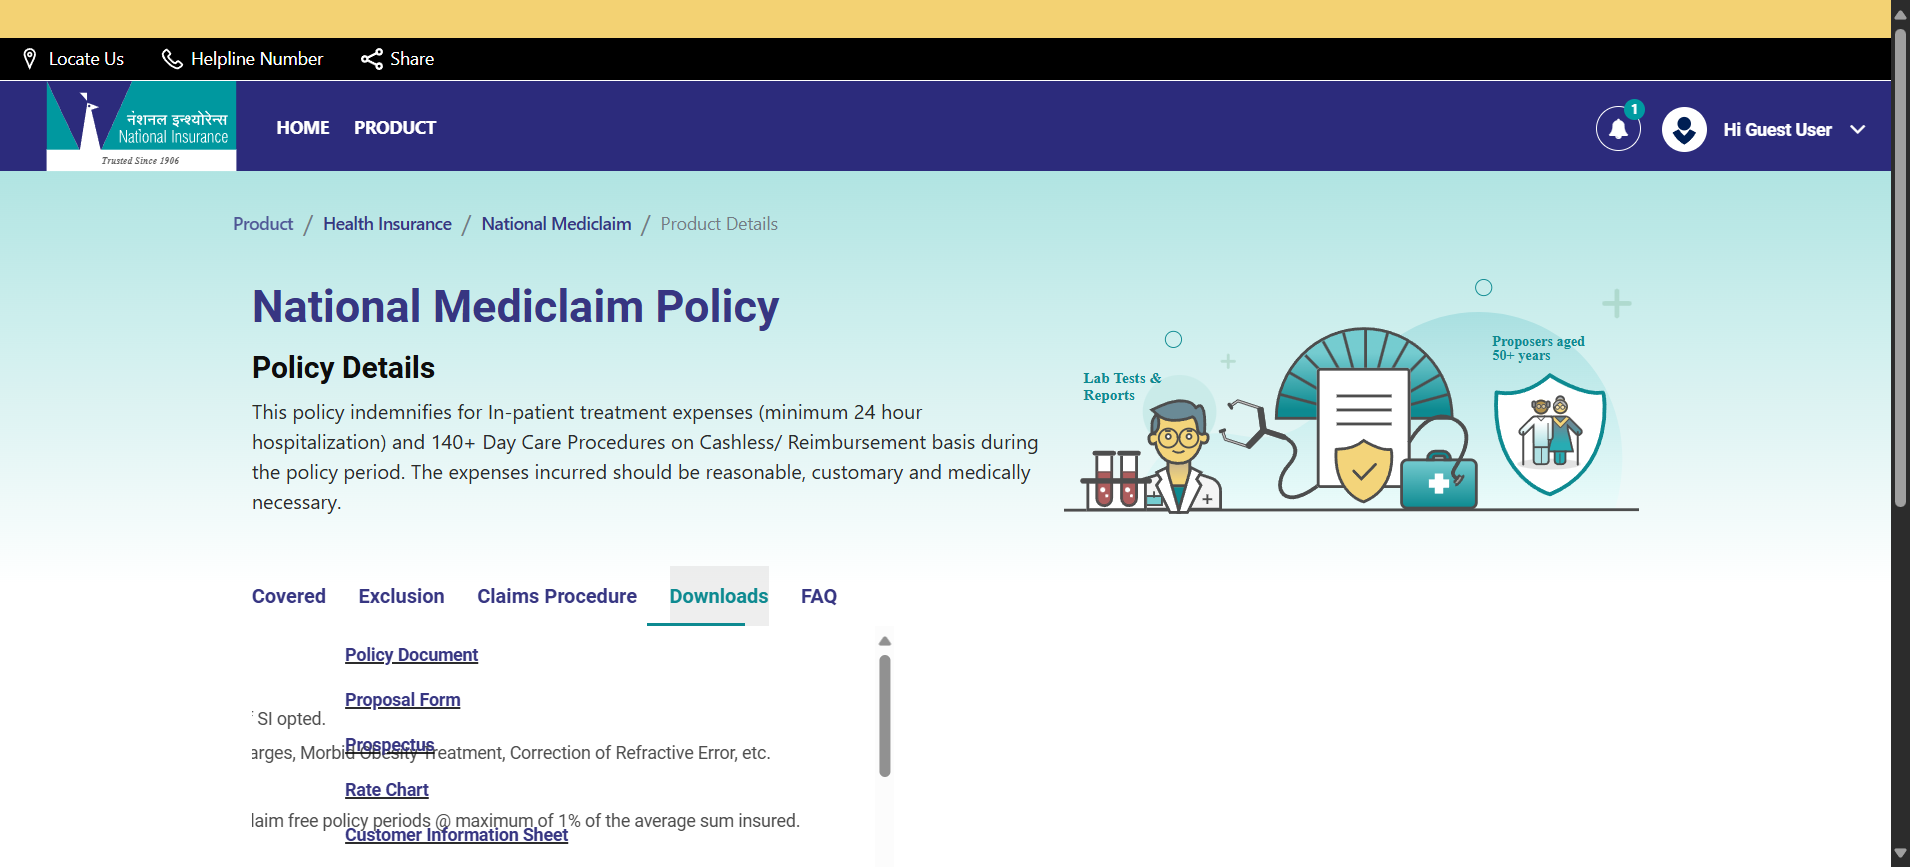 Locate Us
Helpline Number
Share
नेशनल इन्श्योरेन्स
National Insurance
Trusted Since 1906
HOME
PRODUCT
1
Hi Guest User
Product / Health Insurance / National Mediclaim / Product Details
National Mediclaim Policy
Policy Details
This policy indemnifies for In-patient treatment expenses (minimum 24 hour
hospitalization) and 140+ Day Care Procedures on Cashless/ Reimbursement basis during
the policy period. The expenses incurred should be reasonable, customary and medically
necessary.
Lab Tests &
Reports
Proposers aged
50+ years
Covered
Exclusion
Claims Procedure
Downloads
FAQ
Policy Document
Proposal Form
SI opted.
Prospectus
arges, Morbid Obesity Treatment, Correction of Refractive Error, etc.
Rate Chart
laim free policy periods @ maximum of 1% of the average sum insured.
Customer Information Sheet